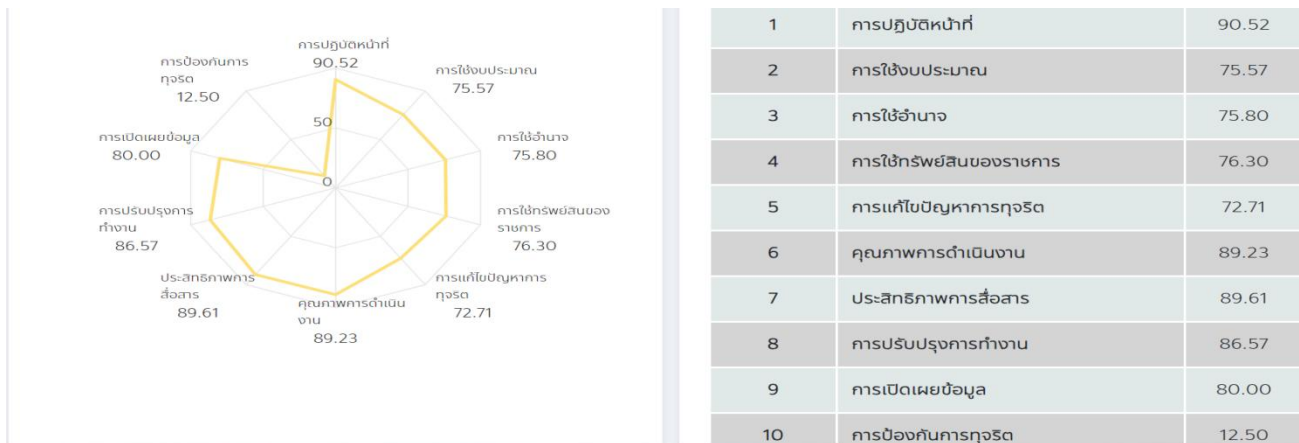 การปฏิบัติหน้าที่
90.52
การใช้งบประมาณ
75.57
การใช้อำนาจ
75.80
การใช้ทรัพย์สินของ
ราชการ
76.30
การแก้ไขปัญหาการ
ทุจริต
72.71
คุณภาพการดำเนิน
งาน
89.23
ประสิทธิภาพการ
สื่อสาร
89.61
การปรับปรุงการ
ทำงาน
86.57
การเปิดเผยข้อมูล
80.00
การป้องกันการ
ทุจริต
12.50
50
0
1 การปฏิบัติหน้าที่ 90.52
2 การใช้งบประมาณ 75.57
3 การใช้อำนาจ 75.80
4 การใช้ทรัพย์สินของราชการ 76.30
5 การแก้ไขปัญหาการทุจริต 72.71
6 คุณภาพการดำเนินงาน 89.23
7 ประสิทธิภาพการสื่อสาร 89.61
8 การปรับปรุงการทำงาน 86.57
9 การเปิดเผยข้อมูล 80.00
10 การป้องกันการทุจริต 12.50